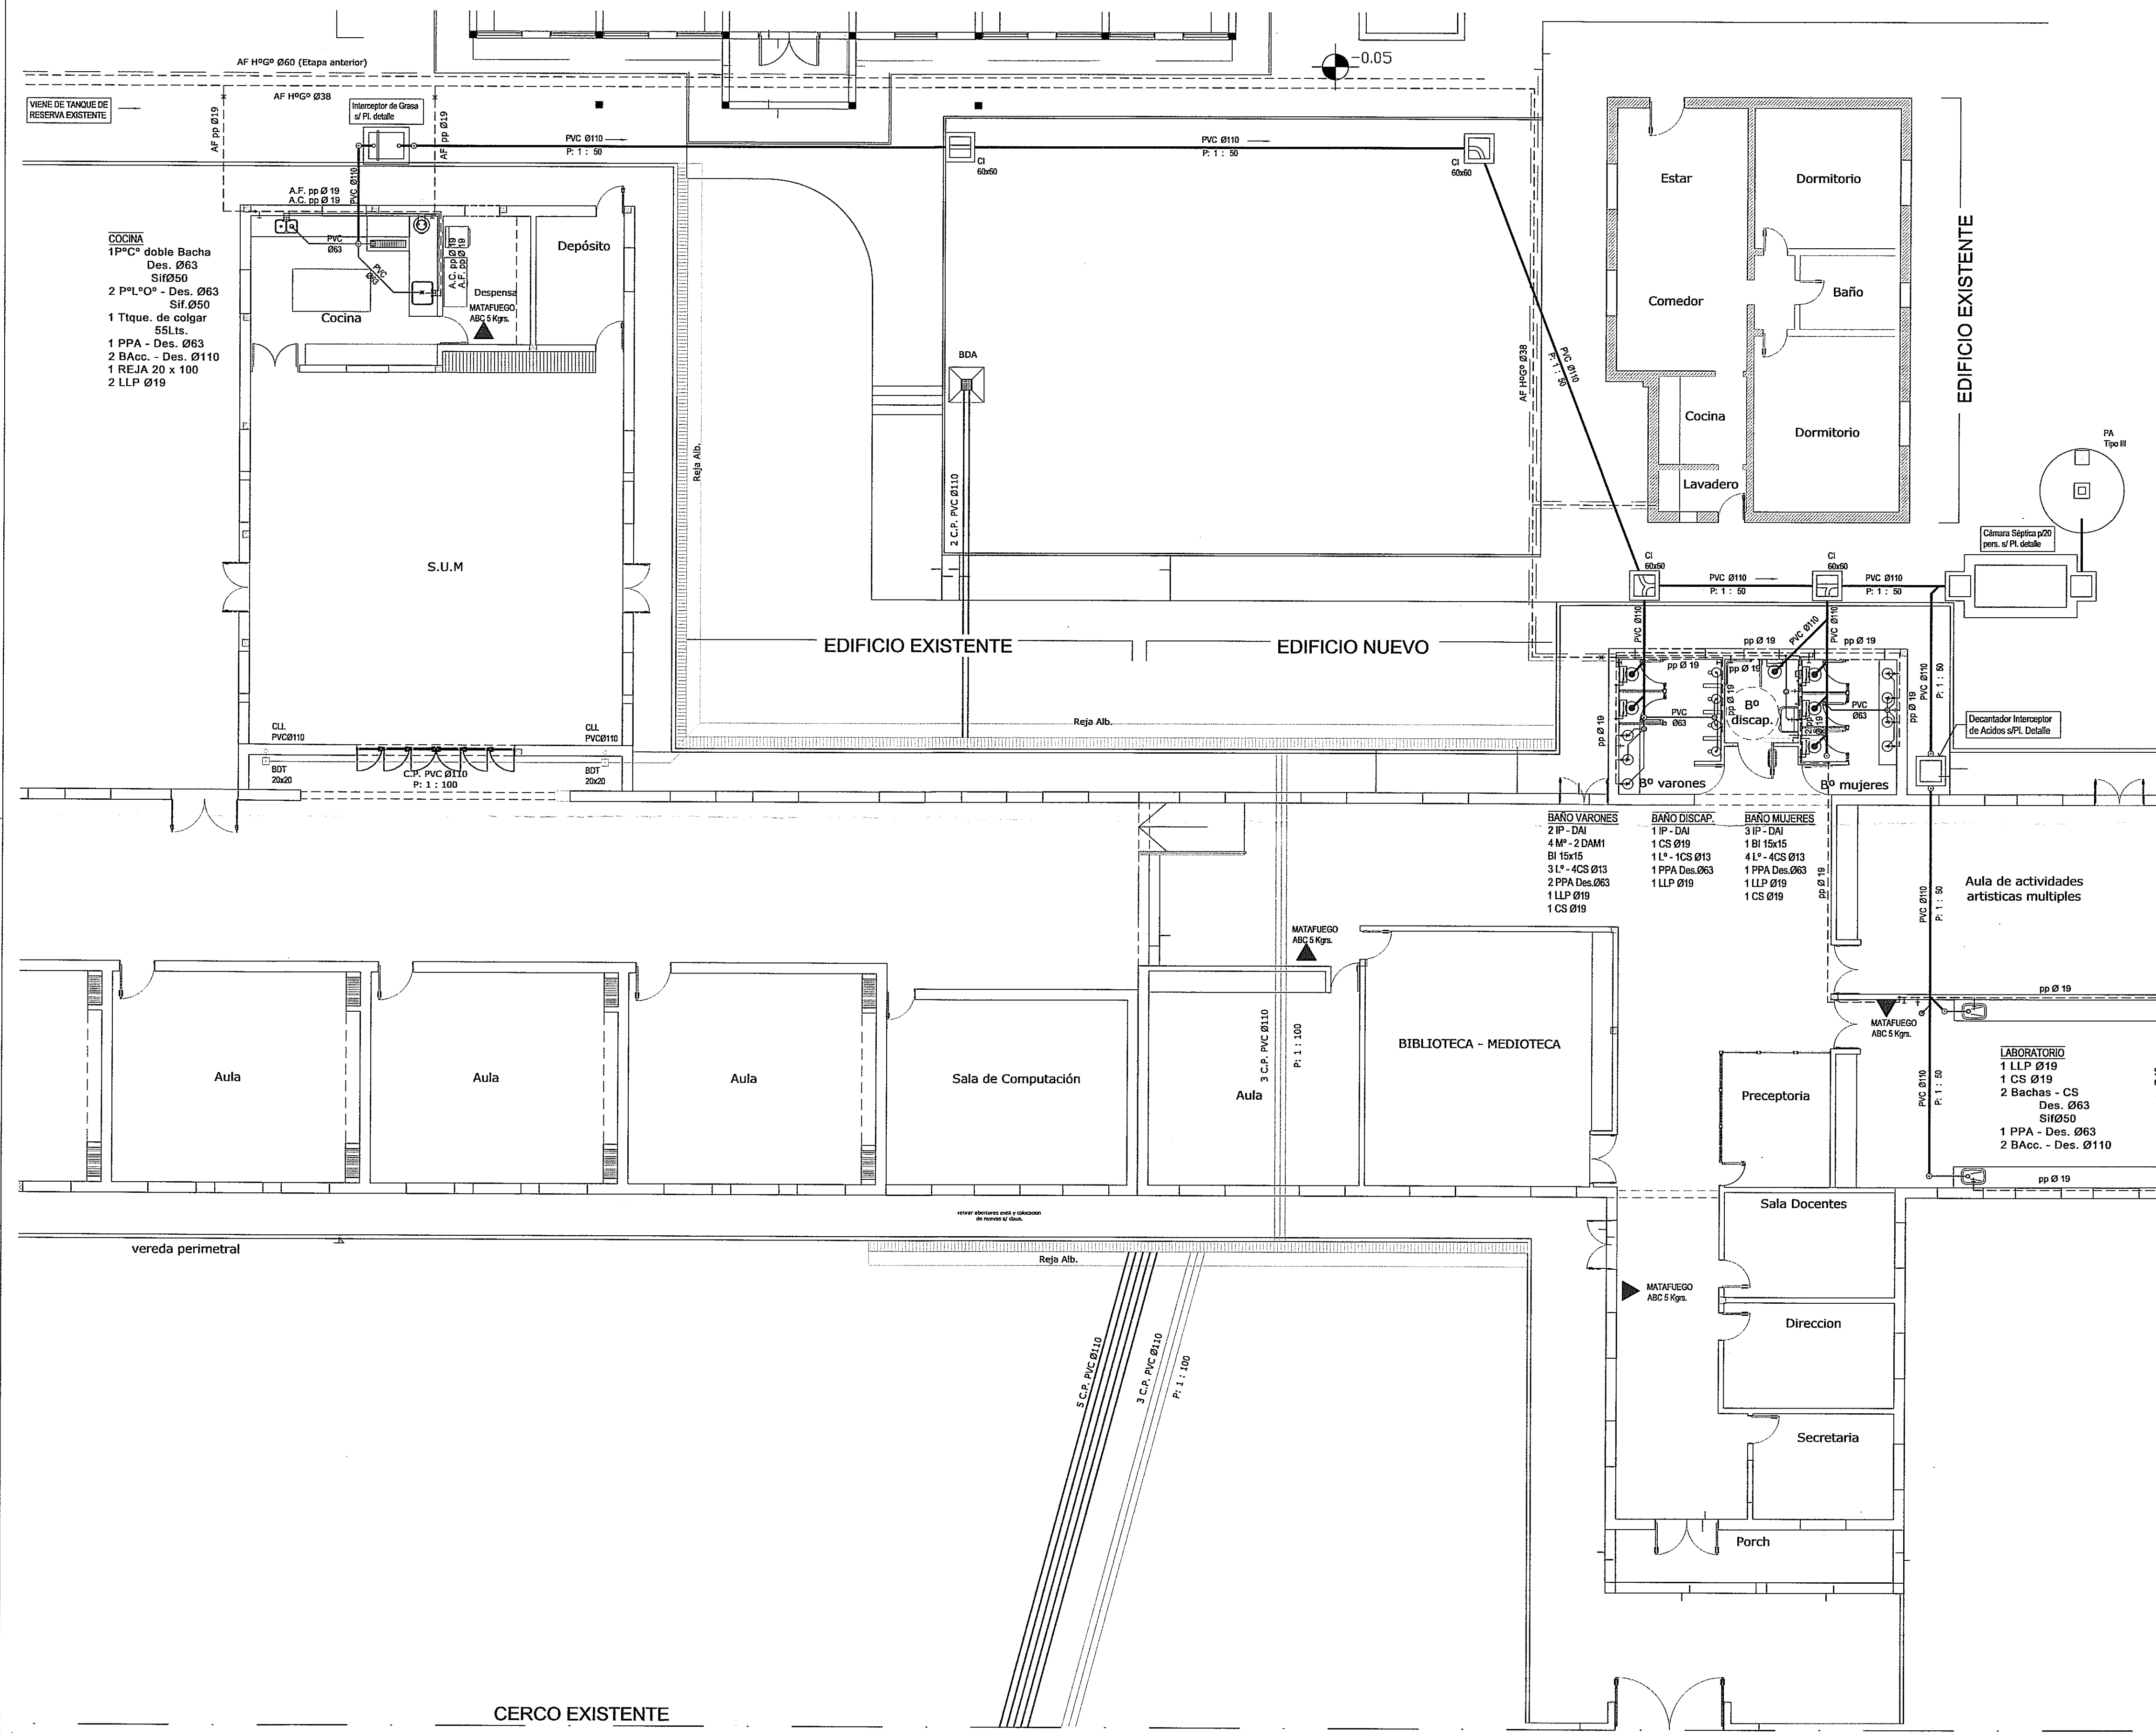 AF HºGº Ø60 (Etapa anterior)
-0.05
VIENE DE TANQUE DE
RESERVA EXISTENTE
AF HºGº Ø38
AF pp Ø19
AF pp Ø19
Interceptor de Grasa
s/ Pl. detalle
PVC Ø110
P: 1 : 50
CI
60x60
PVC Ø110
P: 1 : 50
CI
60x60
PVC Ø110
A.F. pp Ø 19
A.C. pp Ø 19
COCINA
1PºCº doble Bacha
Des. Ø63
SifØ50
2 PºLºOº - Des. Ø63
Sif.Ø50
1 Ttque. de colgar
55Lts.
1 PPA - Des. Ø63
2 BAcc. - Des. Ø110
1 REJA 20 x 100
2 LLP Ø19
PVC
Ø63
PVC
Ø63
Cocina
A.C. pp Ø 19
A.F. pp Ø 19
Despensa
MATAFUEGO
ABC 5 Kgrs.
Depósito
S.U.M
Reja Alb.
BDA
2 C.P. PVC Ø110
AF HºGº Ø38
PVC Ø110
P: 1 : 50
Estar
Dormitorio
Comedor
Baño
Cocina
Dormitorio
Lavadero
EDIFICIO EXISTENTE
PA
Tipo III
Cámara Séptica p/20
pers. s/ Pl. detalle
CI
60x60
PVC Ø110
P: 1 : 50
CI
60x60
PVC Ø110
P: 1 : 50
EDIFICIO EXISTENTE
EDIFICIO NUEVO
PVC Ø110
pp Ø 19
PVC Ø110
PVC Ø110
pp Ø 19
PVC Ø110
P: 1 : 50
pp Ø 19
pp Ø 19
pp Ø 19
pp Ø 19
pp Ø 19
PVC
Ø63
Bº
discap.
PVC
Ø63
Bº varones
Bº mujeres
Decantador Interceptor
de Acidos s/Pl. Detalle
Reja Alb.
CLL
PVCØ110
CLL
PVCØ110
BDT
20x20
C.P. PVC Ø110
P: 1 : 100
BDT
20x20
BAÑO VARONES
2 IP - DAI
4 Mº - 2 DAM1
BI 15x15
3 Lº - 4CS Ø13
2 PPA Des.Ø63
1 LLP Ø19
1 CS Ø19
BAÑO DISCAP.
1 IP - DAI
1 CS Ø19
1 Lº - 1CS Ø13
1 PPA Des.Ø63
1 LLP Ø19
BAÑO MUJERES
3 IP - DAI
1 BI 15x15
4 Lº - 4CS Ø13
1 PPA Des.Ø63
1 LLP Ø19
1 CS Ø19
pp Ø 19
Aula de actividades
artisticas multiples
PVC Ø110
P: 1 : 50
MATAFUEGO
ABC 5 Kgrs.
pp Ø 19
MATAFUEGO
ABC 5 Kgrs.
LABORATORIO
1 LLP Ø19
1 CS Ø19
2 Bachas - CS
Des. Ø63
SifØ50
1 PPA - Des. Ø63
2 BAcc. - Des. Ø110
PVC Ø110
P: 1 : 50
pp Ø 19
Aula
Aula
Aula
Sala de Computación
Aula
3 C.P. PVC Ø110
P: 1 : 100
BIBLIOTECA - MEDIOTECA
Preceptoria
Sala Docentes
vereda perimetral
Reja Alb.
MATAFUEGO
ABC 5 Kgrs.
Direccion
5 C.P. PVC Ø110
3 C.P. PVC Ø110
P: 1 : 100
Secretaria
Porch
CERCO EXISTENTE